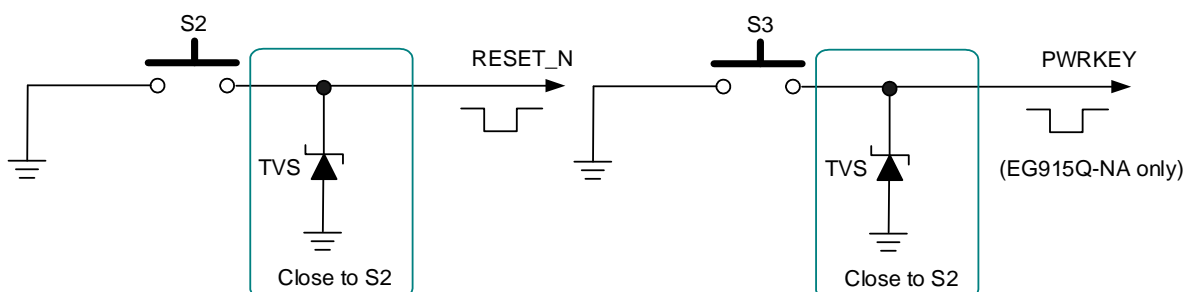 S2
RESET_N
TVS
Close to S2
S3
PWRKEY
TVS
(EG915Q-NA only)
Close to S2